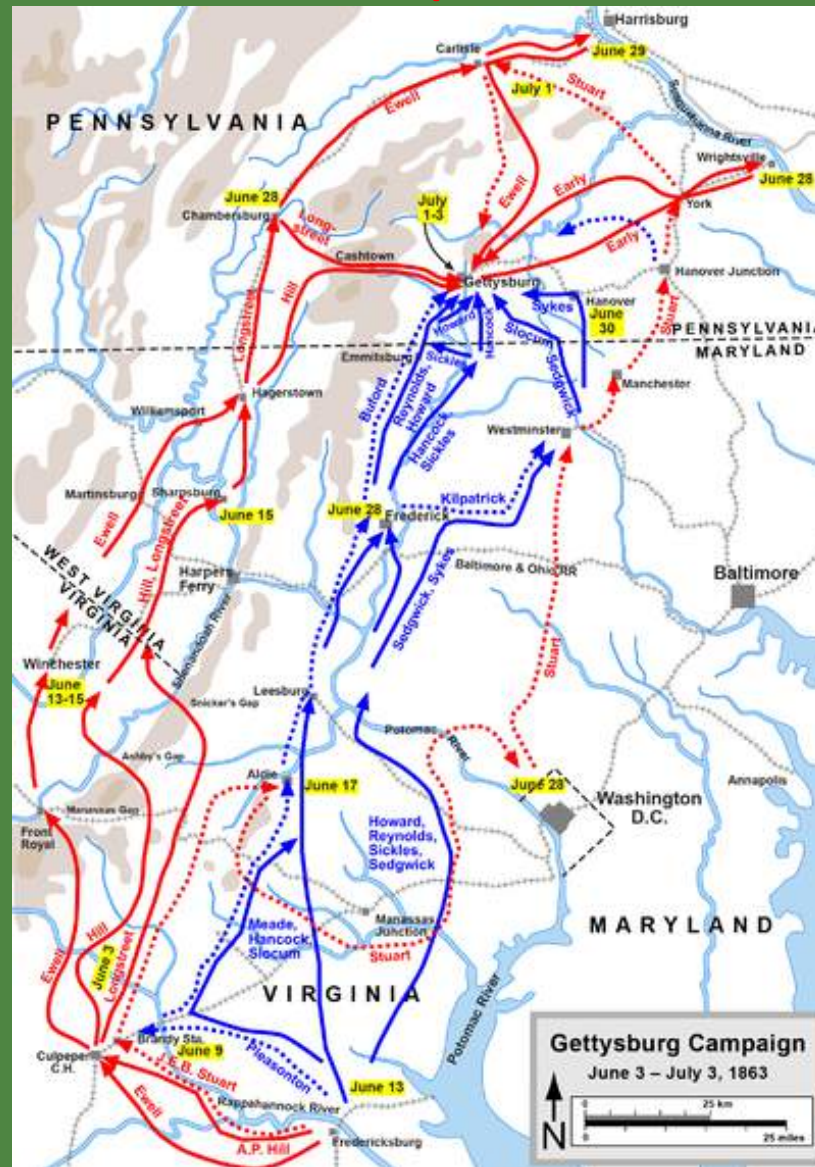 Harrisburg
Carlisle
June 29
Ewell
Stuart
July 1
Susquehanna River
PENNSYLVANIA
Wrightsville
June 28
June 28
Chambersburg
July
1-3
Ewell
Early
York
Long-
street
Cashtown
Early
Hill
Gettysburg
Hanover Junction
Longstreet
Howard
Hancock
Sykes
Hanover
June
30
Stuart
PENNSYLVANIA
MARYLAND
Emmitsburg
Sickles
Slocum
Sedgwick
Manchester
Hagerstown
Buford
Reynolds,
Howard
Hancock,
Sickles
Williamsport
Westminster
Martinsburg
Sharpsburg
Kilpatrick
Ewell
June 15
June 28
Frederick
Hill, Longstreet
Baltimore & Ohio RR
Baltimore
WEST VIRGINIA
VIRGINIA
Harpers
Ferry
Sedgwick, Sykes
Shenandoah River
Stuart
Winchester
June
13-15
Snicker's Gap
Leesburg
Potomac
River
Ashby's Gap
Aldie
June 17
June 28
Annapolis
Washington
D.C.
Manassas Gap
Front
Royal
Howard,
Reynolds,
Sickles,
Sedgwick
Manassas
Junction
MARYLAND
Ewell
Hill
June 3
Longstreet
Meade,
Hancock,
Slocum
Stuart
VIRGINIA
Potomac River
Brandy Sta.
Culpeper
C.H.
June 9
Pleasonton
J.E.B. Stuart
June 13
Ewell
Rappahannock River
A.P. Hill
Fredericksburg
Gettysburg Campaign
June 3 – July 3, 1863
N
0 25 km
0 25 miles